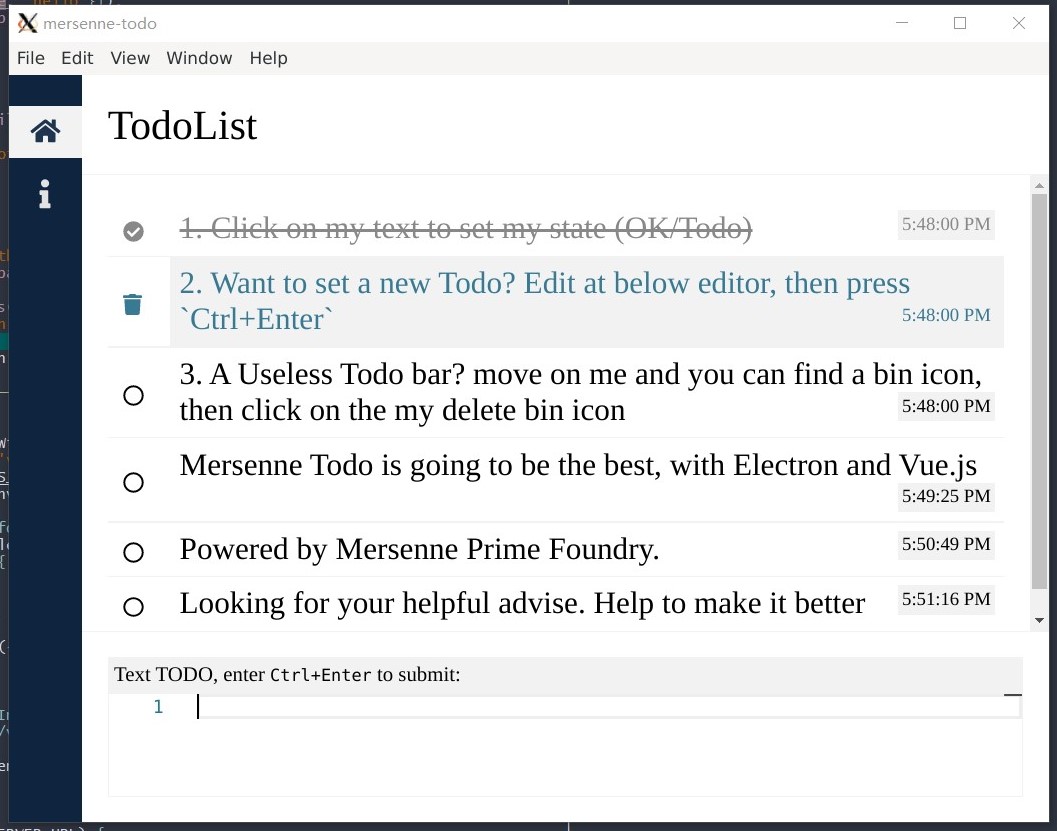 mersenne-todo
File Edit View Window Help
TodoList
1. Click on my text to set my state (OK/Todo) 5:48:00 PM
2. Want to set a new Todo? Edit at below editor, then press
`Ctrl+Enter` 5:48:00 PM
3. A Useless Todo bar? move on me and you can find a bin icon,
then click on the my delete bin icon 5:48:00 PM
Mersenne Todo is going to be the best, with Electron and Vue.js
5:49:25 PM
Powered by Mersenne Prime Foundry. 5:50:49 PM
Looking for your helpful advise. Help to make it better 5:51:16 PM
Text TODO, enter Ctrl+Enter to submit:
1